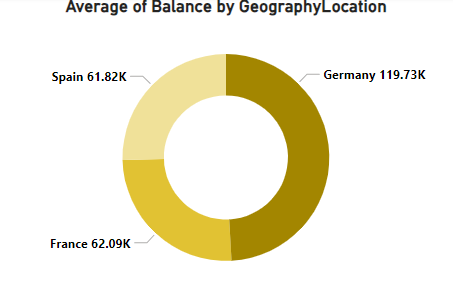 Average of Balance by GeographyLocation
Spain 61.82K
Germany 119.73K
France 62.09K